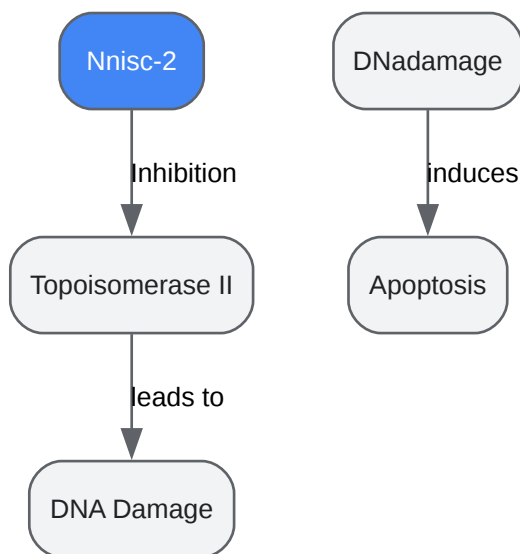 Nnisc-2
DNadamage
Inhibition
induces
Topoisomerase II
Apoptosis
leads to
DNA Damage